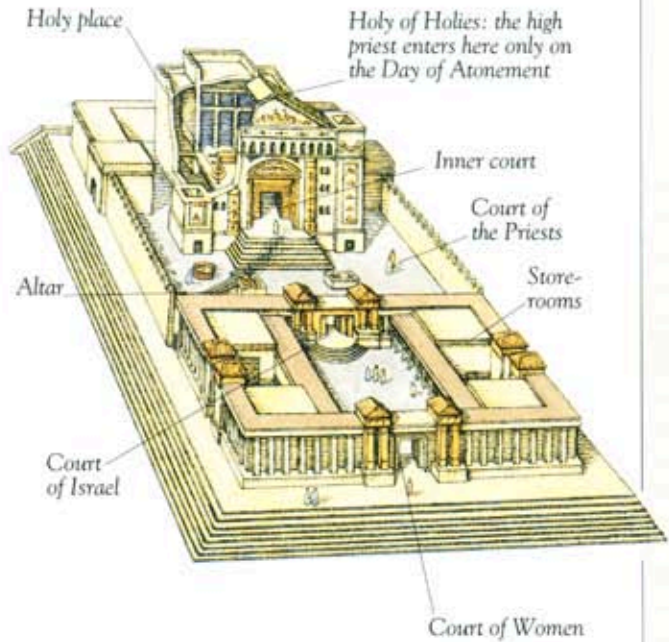 Holy place
Holy of Holies: the high
priest enters here only on
the Day of Atonement
Inner court
Court of
the Priests
Altar
Store-
rooms
Court
of Israel
Court of Women